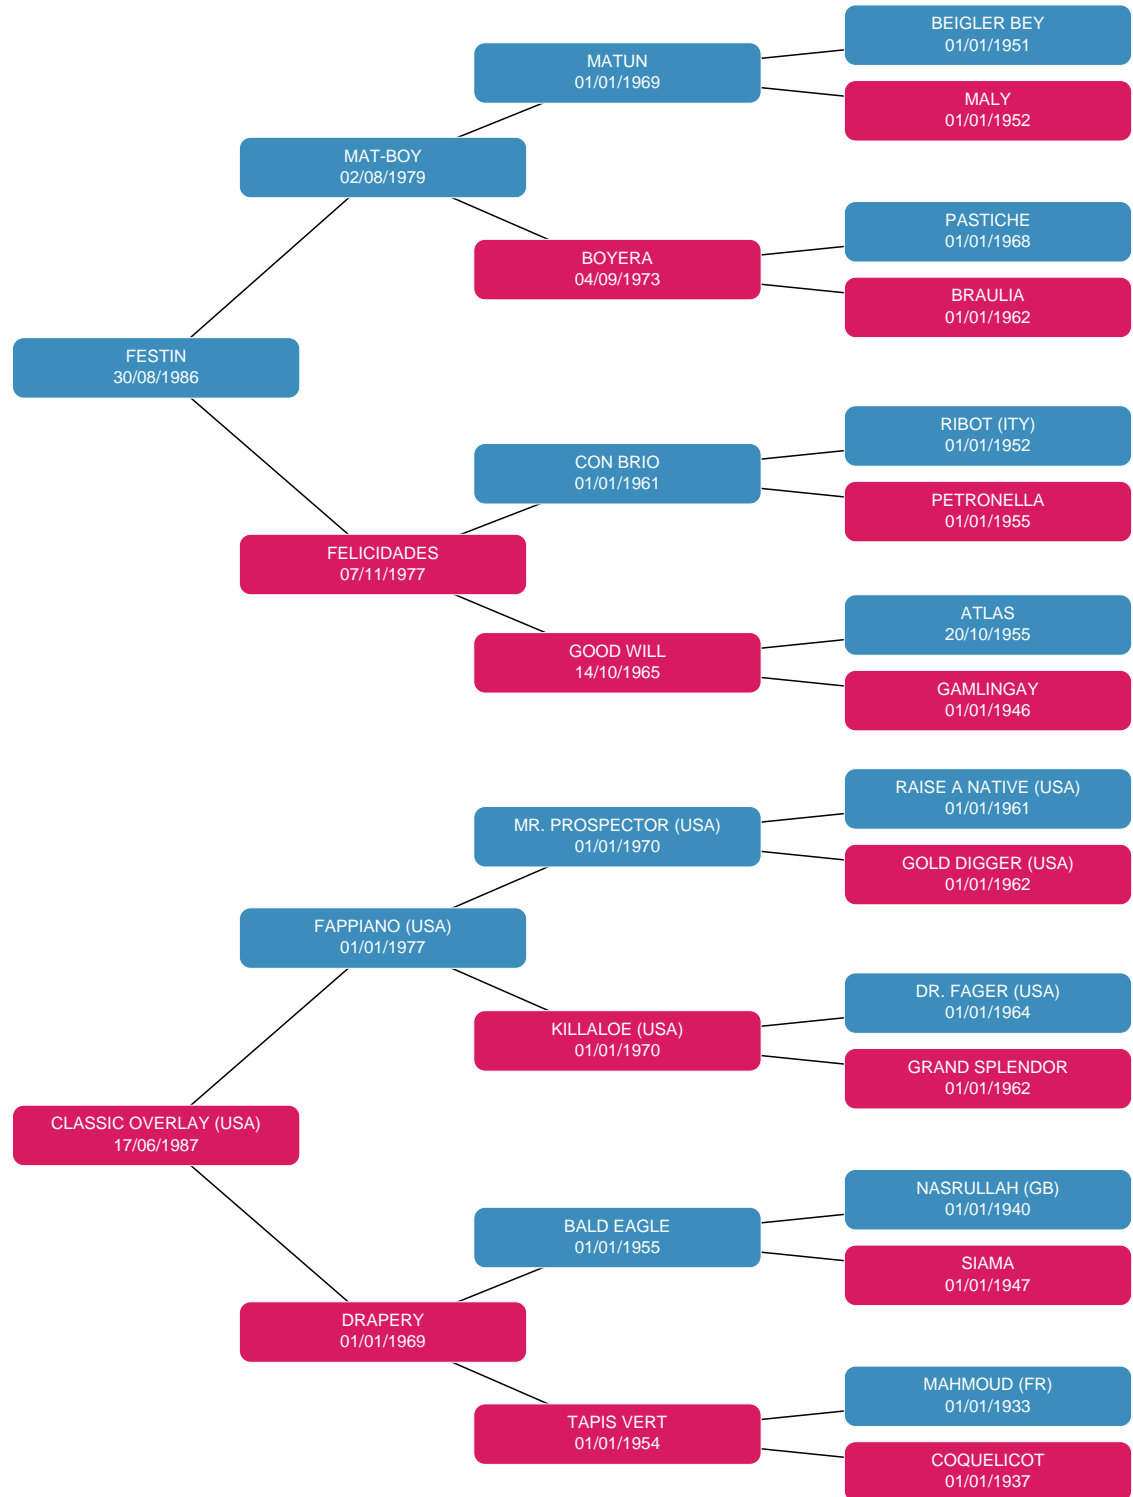 BEIGLER BEY
01/01/1951
MATUN
01/01/1969
MALY
01/01/1952
MAT-BOY
02/08/1979
PASTICHE
01/01/1968
BOYERA
04/09/1973
BRAULIA
01/01/1962
FESTIN
30/08/1986
RIBOT (ITY)
01/01/1952
CON BRIO
01/01/1961
PETRONELLA
01/01/1955
FELICIDADES
07/11/1977
ATLAS
20/10/1955
GOOD WILL
14/10/1965
GAMLINGAY
01/01/1946
RAISE A NATIVE (USA)
01/01/1961
MR. PROSPECTOR (USA)
01/01/1970
GOLD DIGGER (USA)
01/01/1962
FAPPIANO (USA)
01/01/1977
DR. FAGER (USA)
01/01/1964
KILLALOE (USA)
01/01/1970
GRAND SPLENDOR
01/01/1962
CLASSIC OVERLAY (USA)
17/06/1987
NASRULLAH (GB)
01/01/1940
BALD EAGLE
01/01/1955
SIAMA
01/01/1947
DRAPERY
01/01/1969
MAHMOUD (FR)
01/01/1933
TAPIS VERT
01/01/1954
COQUELICOT
01/01/1937